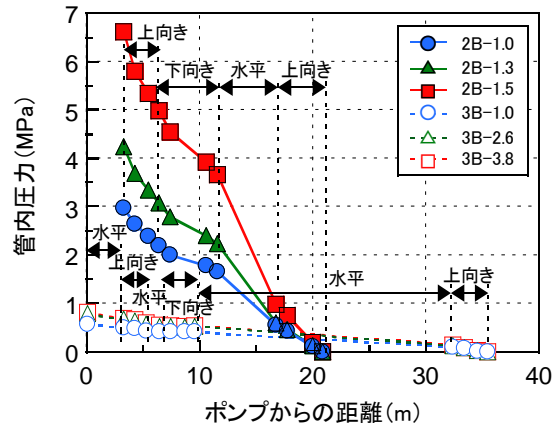 管内圧力(MPa)
7
6
5
4
3
2
1
0
上向き
下向き
水平
上向き
2B-1.0
2B-1.3
2B-1.5
3B-1.0
3B-2.6
3B-3.8
水平
上向き
水平
下向き
水平
上向き
0
10
20
30
40
ポンプからの距離(m)